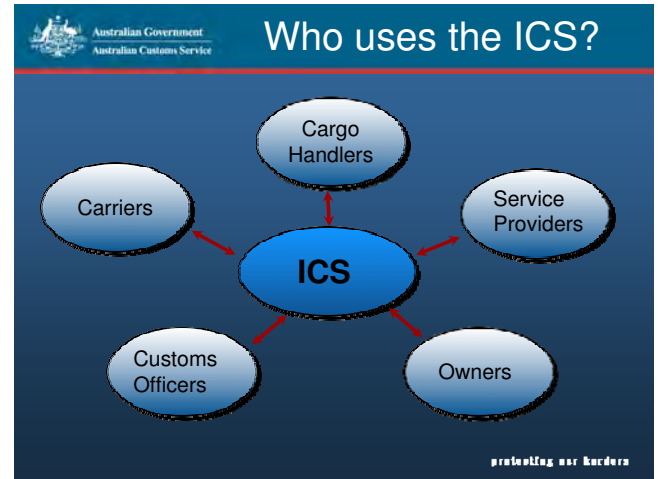 Australian Government
Australian Customs Service
Who uses the ICS?
Cargo
Handlers
Carriers
Service
Providers
ICS
Customs
Officers
Owners
protecting our borders